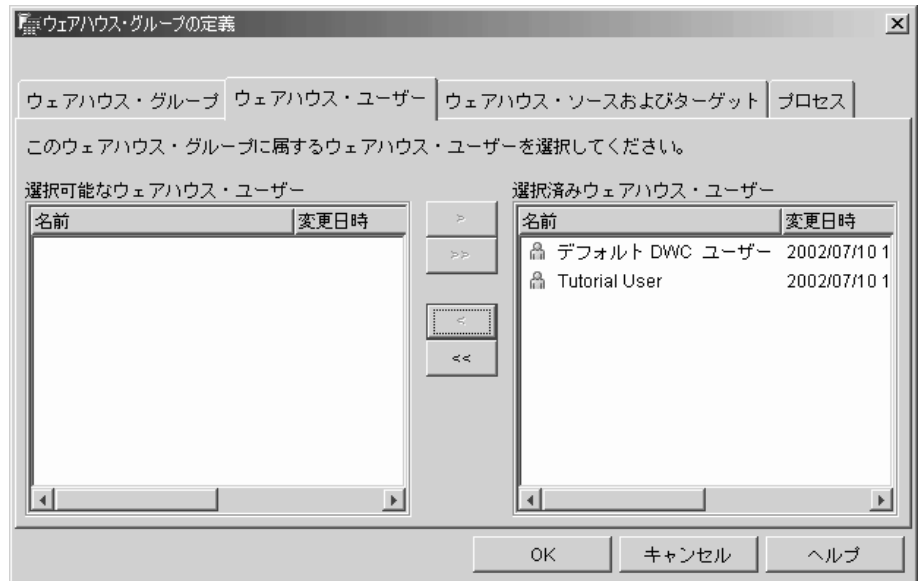 ウェアハウス・グループの定義
ウェアハウス・グループ ウェアハウス・ユーザー ウェアハウス・ソースおよびターゲット プロセス
このウェアハウス・グループに属するウェアハウス・ユーザーを選択してください。
選択可能なウェアハウス・ユーザー
名前 変更日時
>
>>
<
<<
選択済みウェアハウス・ユーザー
名前 変更日時
デフォルト DWC ユーザー 2002/07/10 1
Tutorial User 2002/07/10 1
OK キャンセル ヘルプ